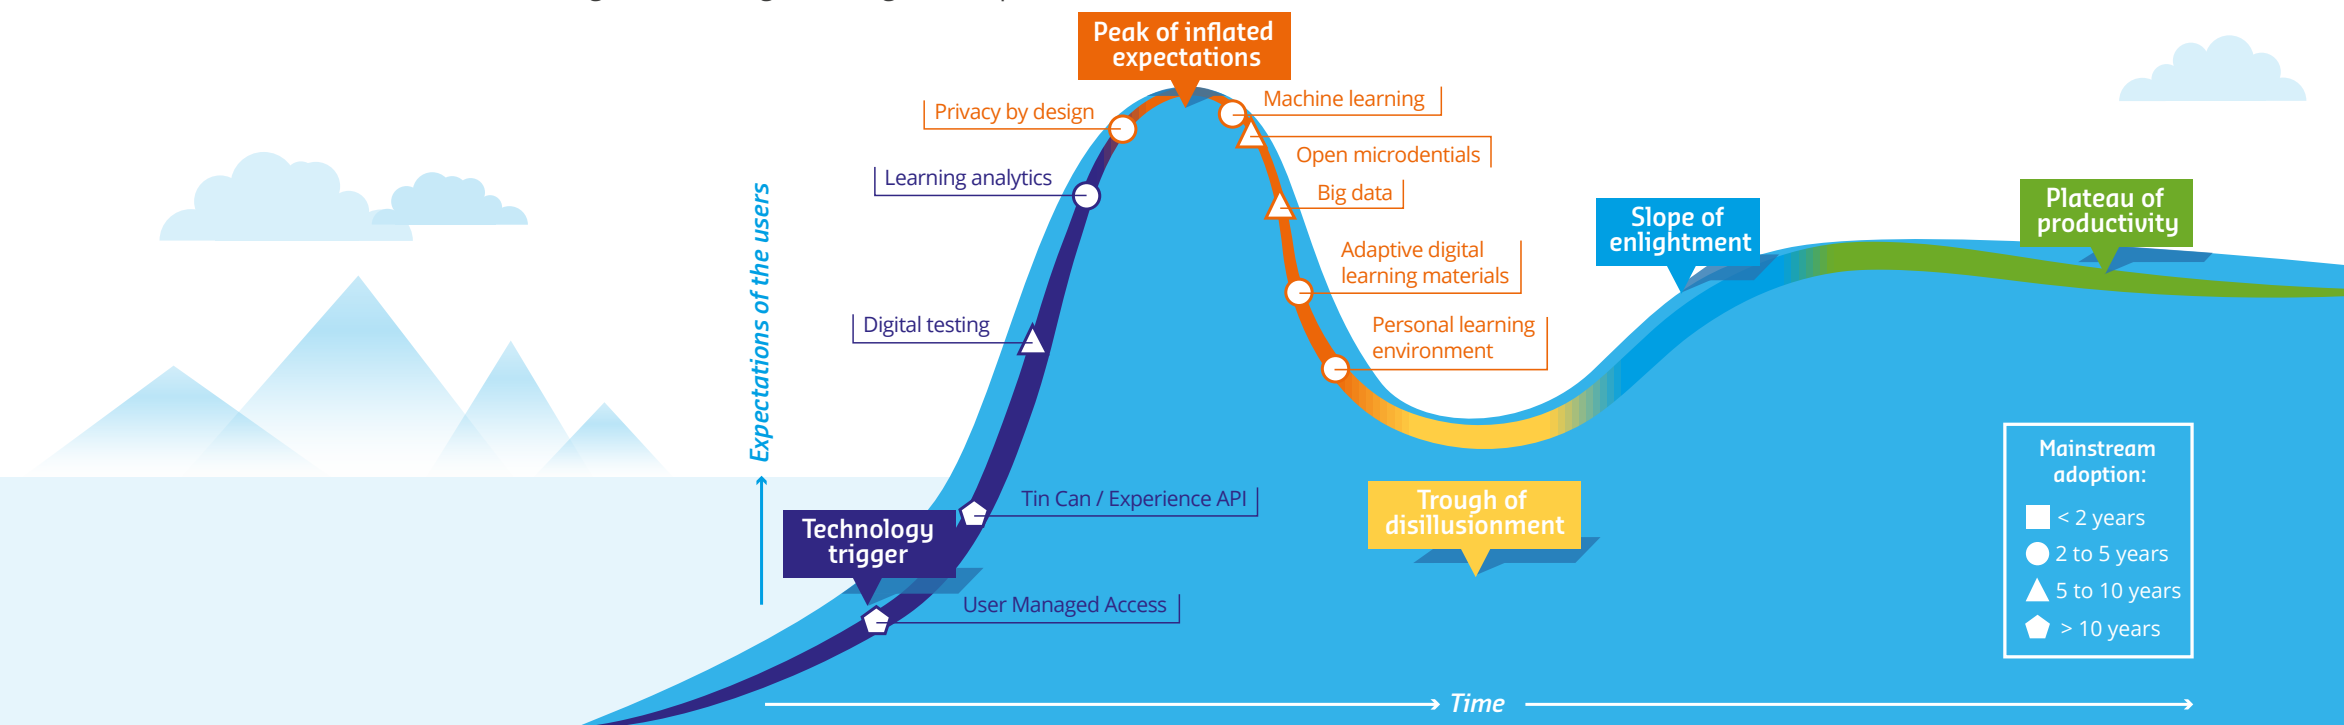 Peak of inflated
expectations
Privacy by design
Machine learning
Open microdentials
Learning analytics
Big data
Adaptive digital
learning materials
Digital testing
Personal learning
environment
Expectations of the users
Slope of
enlightment
Plateau of
productivity
Tin Can / Experience API
Technology
trigger
User Managed Access
Trough of
disillusionment
Mainstream
adoption:
< 2 years
2 to 5 years
5 to 10 years
> 10 years
Time